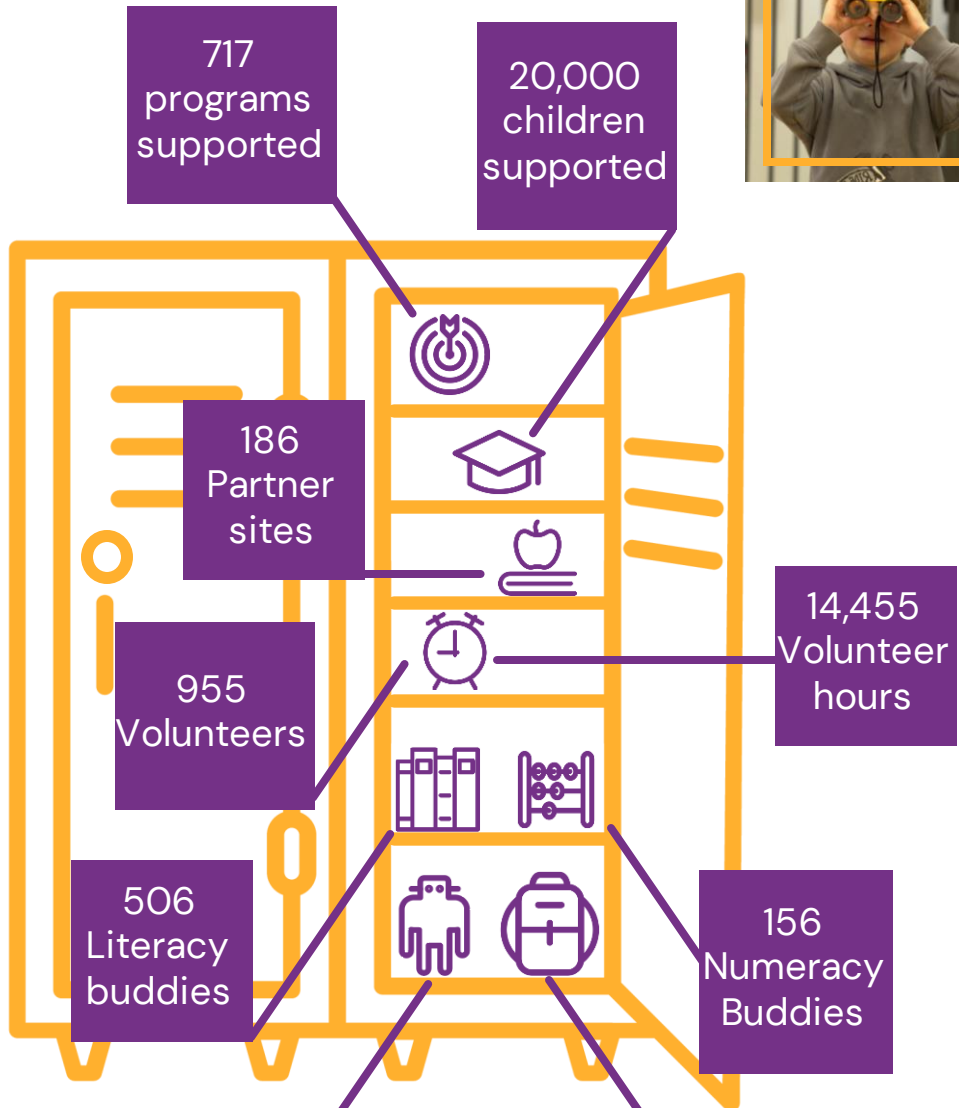 717
programs
supported
20,000
children
supported
186
Partner
sites
14,455
Volunteer
hours
955
Volunteers
506
Literacy
buddies
156
Numeracy
Buddies